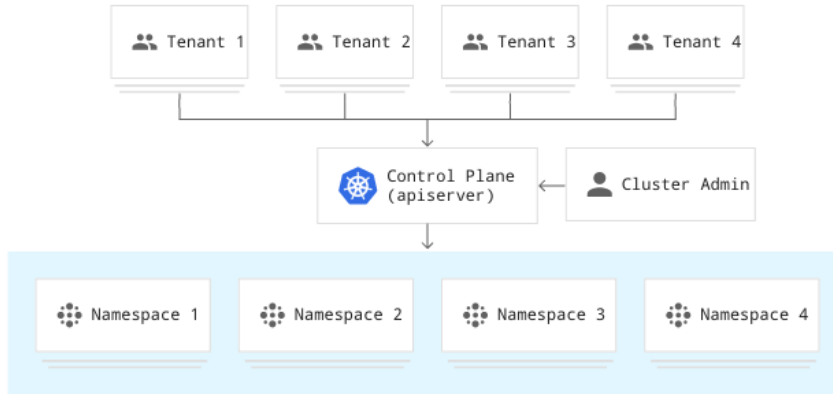 Tenant 1
Tenant 2
Tenant 3
Tenant 4
Control Plane
(apiserver)
Cluster Admin
Namespace 1
Namespace 2
Namespace 3
Namespace 4